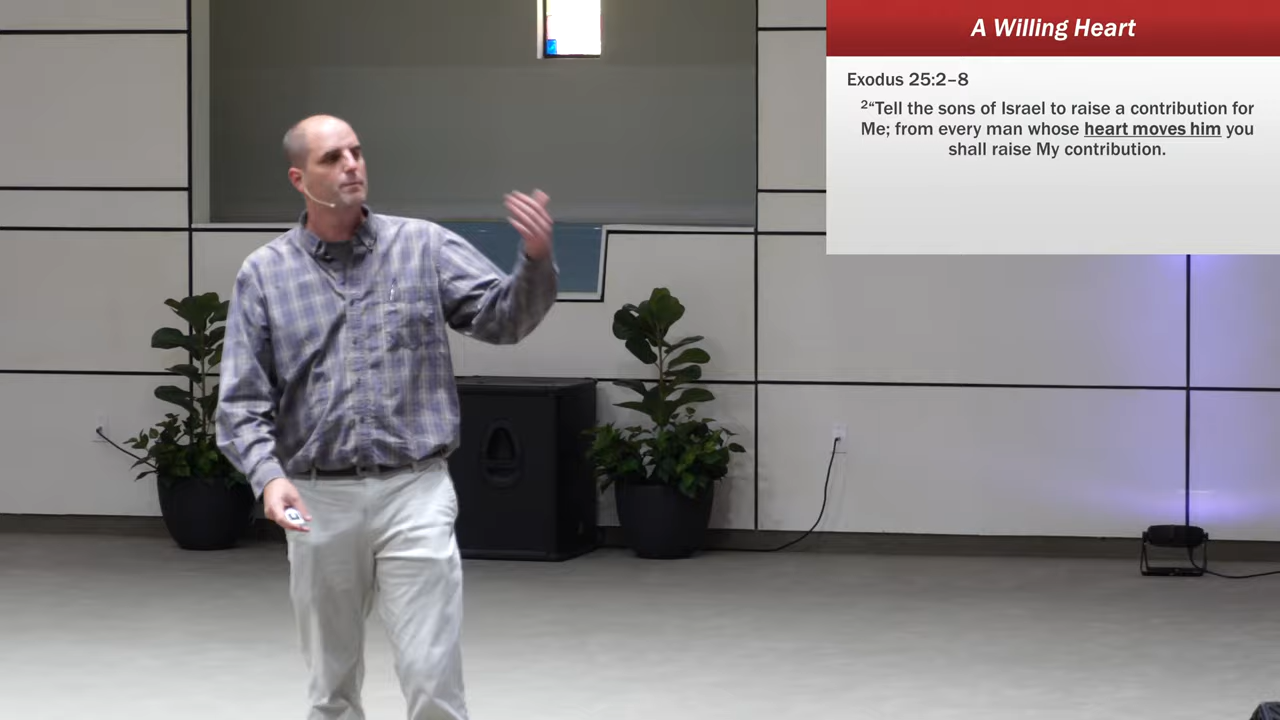 A Willing Heart
Exodus 25:2–8
2“Tell the sons of Israel to raise a contribution for
Me; from every man whose heart moves him you
shall raise My contribution.